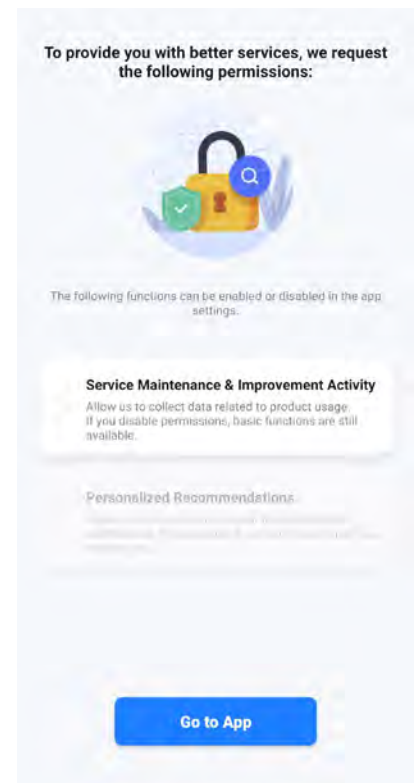 To provide you with better services, we request
the following permissions:
The following functions can be enabled or disabled in the app
settings.
Service Maintenance & Improvement Activity
Allow us to collect data related to product usage
If you disable permissions, basic functions are still
available.
Personalized Recommendations
Go to App